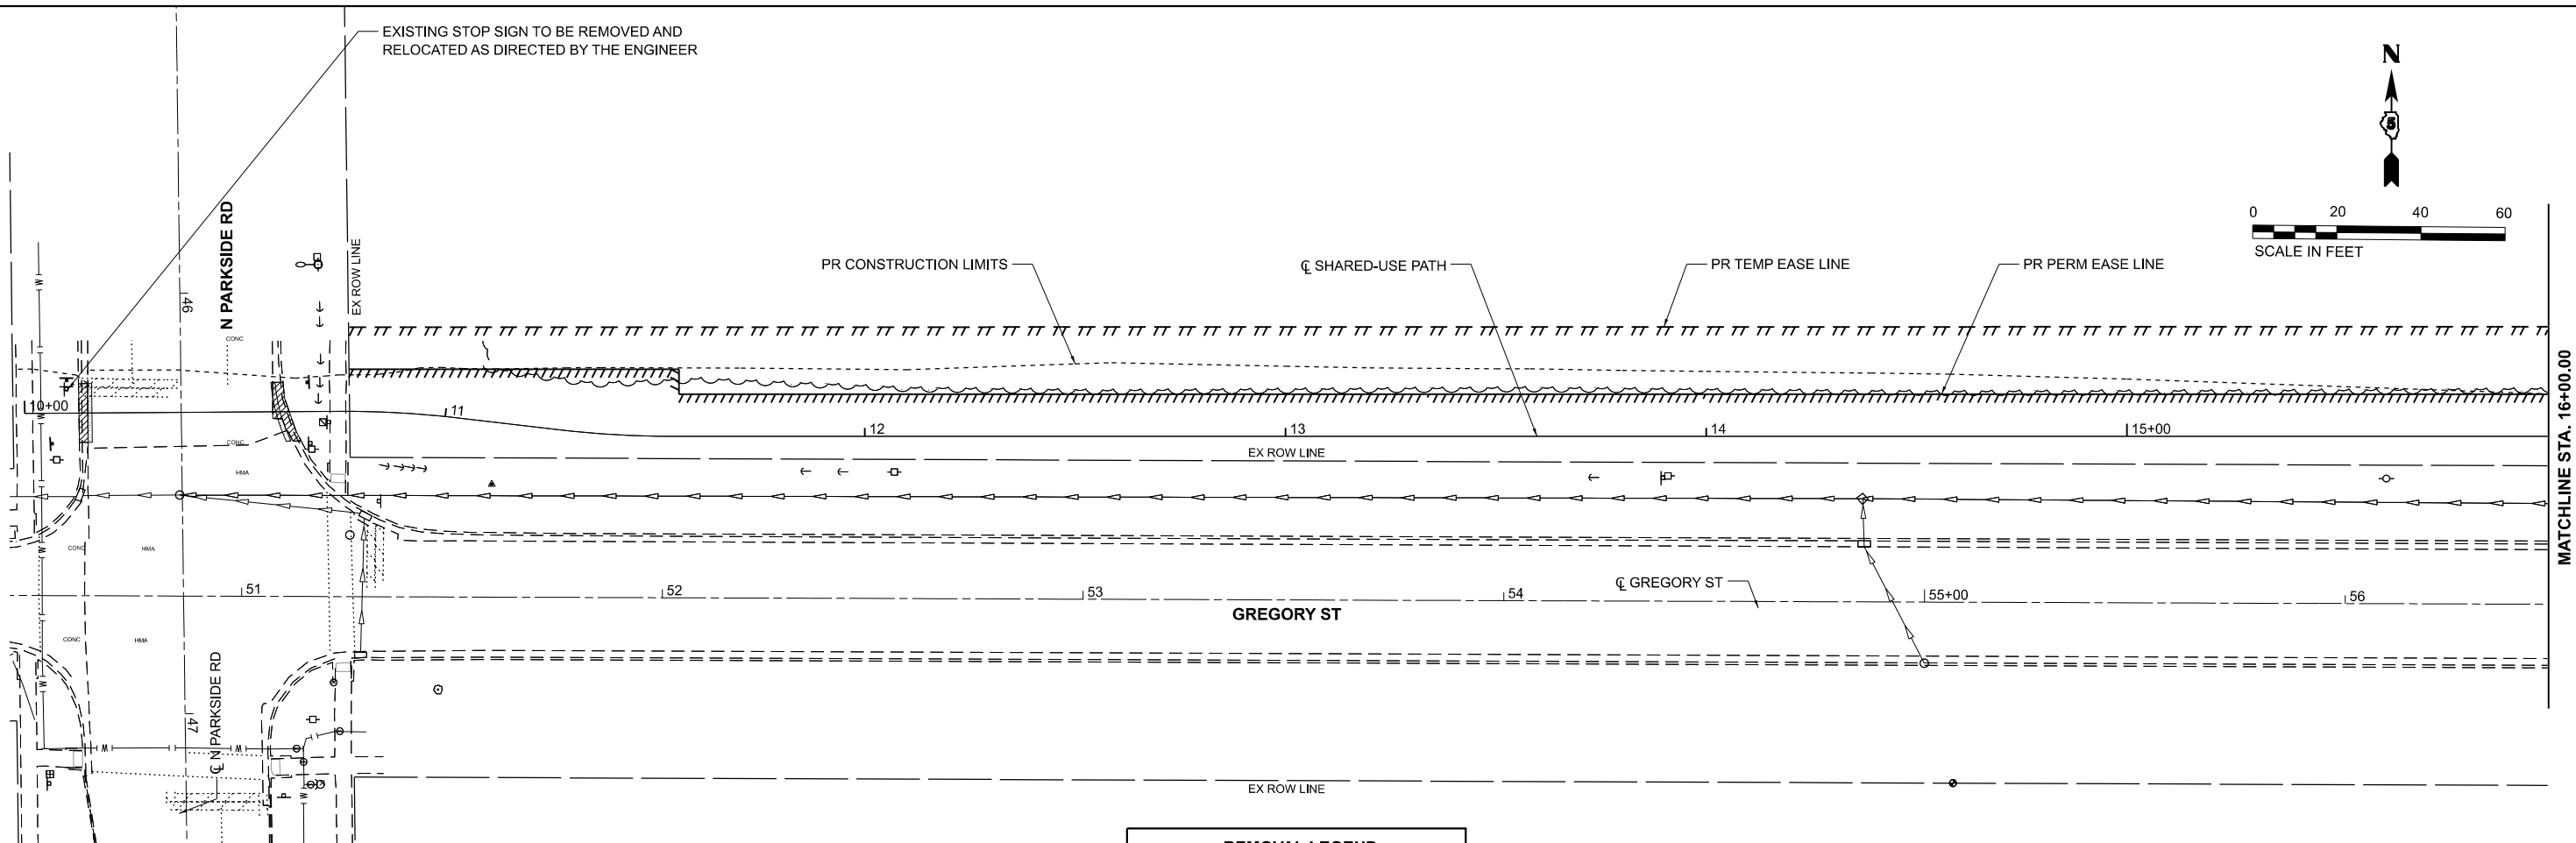 EXISTING STOP SIGN TO BE REMOVED AND
RELOCATED AS DIRECTED BY THE ENGINEER
N
5
0 20 40 60
SCALE IN FEET
N PARKSIDE RD
46
EX ROW LINE
PR CONSTRUCTION LIMITS
℄ SHARED-USE PATH
PR TEMP EASE LINE
PR PERM EASE LINE
CONC
10+00
11
12
13
14
15+00
MATCHLINE STA. 16+00.00
CONC
HMA
EX ROW LINE
CONC
HMA
51
52
53
54
℄ GREGORY ST
55+00
56
GREGORY ST
CONC
HMA
℄ N PARKSIDE RD
47
W
W
W
W
W
W
W
EX ROW LINE
REMOVAL LEGEND